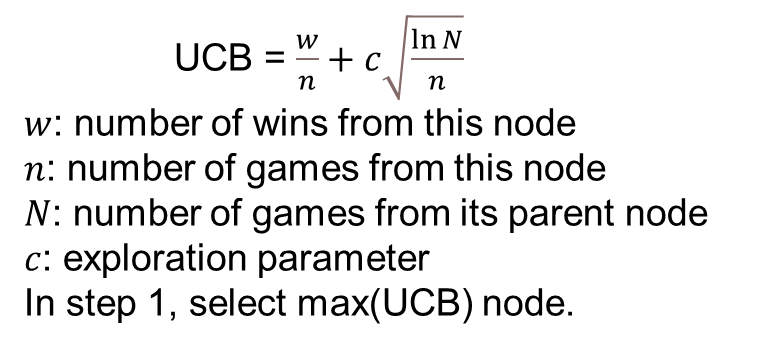 UCB = w/n + c√(ln N/n)
w: number of wins from this node
n: number of games from this node
N: number of games from its parent node
c: exploration parameter
In step 1, select max(UCB) node.